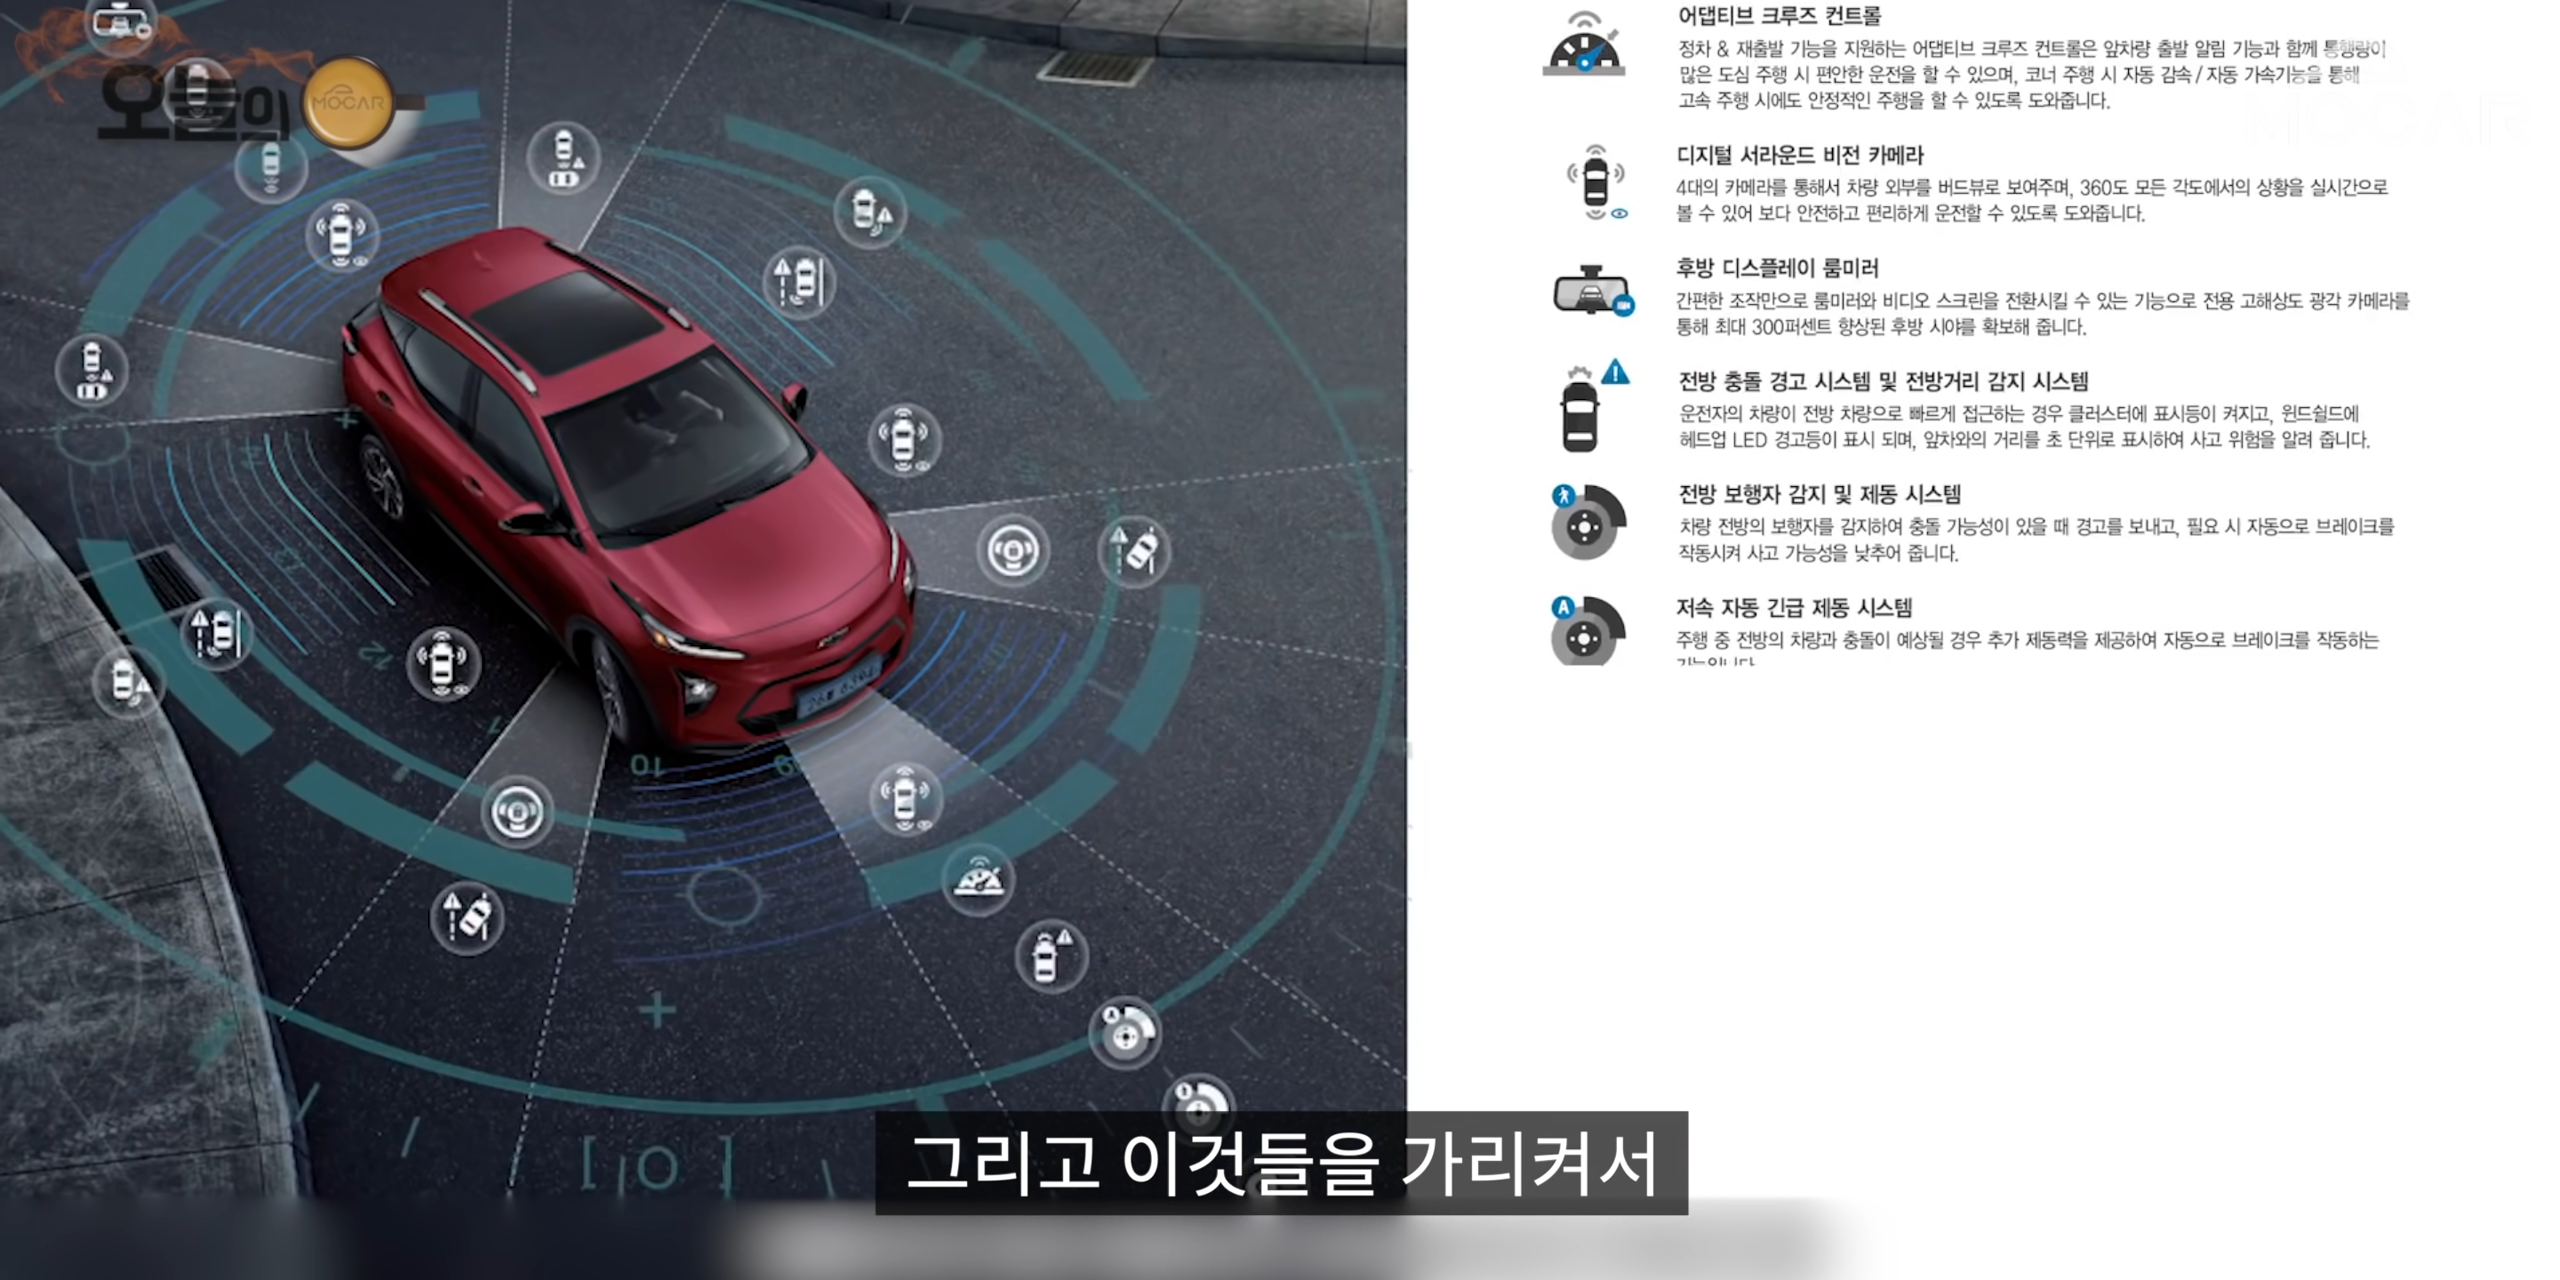 오늘의
MOCAR
어댑티브 크루즈 컨트롤
정차 & 재출발 기능을 지원하는 어댑티브 크루즈 컨트롤은 앞차량 출발 알림 기능과 함께 통행량이
많은 도심 주행 시 편안한 운전을 할 수 있으며, 코너 주행 시 자동 감속 / 자동 가속기능을 통해
고속 주행 시에도 안정적인 주행을 할 수 있도록 도와줍니다.
MOCAR
디지털 서라운드 비전 카메라
4대의 카메라를 통해서 차량 외부를 버드뷰로 보여주며, 360도 모든 각도에서의 상황을 실시간으로
볼 수 있어 보다 안전하고 편리하게 운전할 수 있도록 도와줍니다.
후방 디스플레이 룸미러
간편한 조작만으로 룸미러와 비디오 스크린을 전환시킬 수 있는 기능으로 전용 고해상도 광각 카메라를
통해 최대 300퍼센트 향상된 후방 시야를 확보해 줍니다.
전방 충돌 경고 시스템 및 전방거리 감지 시스템
운전자의 차량이 전방 차량으로 빠르게 접근하는 경우 클러스터에 표시등이 켜지고, 윈드쉴드에
헤드업 LED 경고등이 표시 되며, 앞차와의 거리를 초 단위로 표시하여 사고 위험을 알려 줍니다.
전방 보행자 감지 및 제동 시스템
차량 전방의 보행자를 감지하여 충돌 가능성이 있을 때 경고를 보내고, 필요 시 자동으로 브레이크를
작동시켜 사고 가능성을 낮추어 줍니다.
A
저속 자동 긴급 제동 시스템
주행 중 전방의 차량과 충돌이 예상될 경우 추가 제동력을 제공하여 자동으로 브레이크를 작동하는
12
10
그리고 이것들을 가리켜서